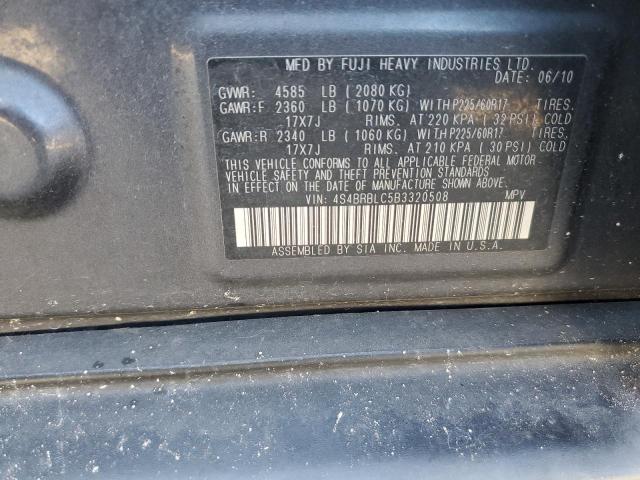 MFD BY FUJI HEAVY INDUSTRIES LTD.
DATE: 06/10
GVWR: 4585 LB ( 2080 KG)
GAWR:F 2360 LB ( 1070 KG) WITH P225/60R17 TIRES,
17X7J RIMS, AT 220 KPA ( 32 PSI) COLD
GAWR:R 2340 LB ( 1060 KG) WITH P225/60R17 TIRES,
17X7J RIMS, AT 210 KPA ( 30 PSI) COLD
THIS VEHICLE CONFORMS TO ALL APPLICABLE FEDERAL MOTOR
VEHICLE SAFETY AND THEFT PREVENTION STANDARDS
IN EFFECT ON THE DATE OF MANUFACTURE SHOWN ABOVE.
VIN: 4S4BRBLC5B3320508 MPV
ASSEMBLED BY SIA INC. MADE IN U.S.A.